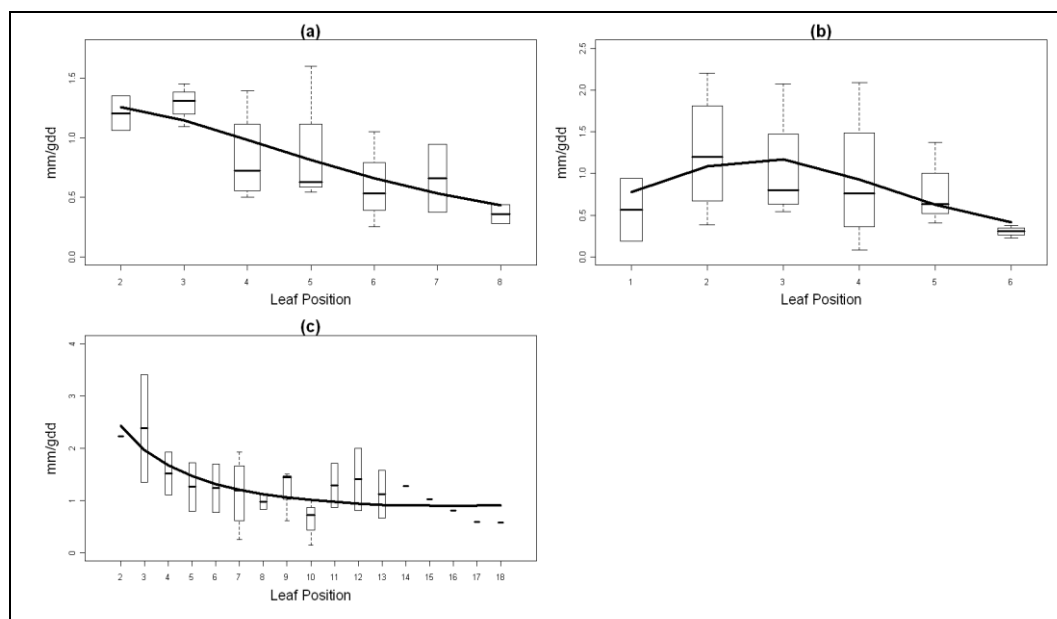 (a)
mm/gdd
1.5
1.0
0.5
0.0
2 3 4 5 6 7 8
Leaf Position
(b)
mm/gdd
2.5
2.0
1.5
1.0
0.5
0.0
1 2 3 4 5 6
Leaf Position
(c)
mm/gdd
4
3
2
1
0
2 3 4 5 6 7 8 9 10 11 12 13 14 15 16 17 18
Leaf Position